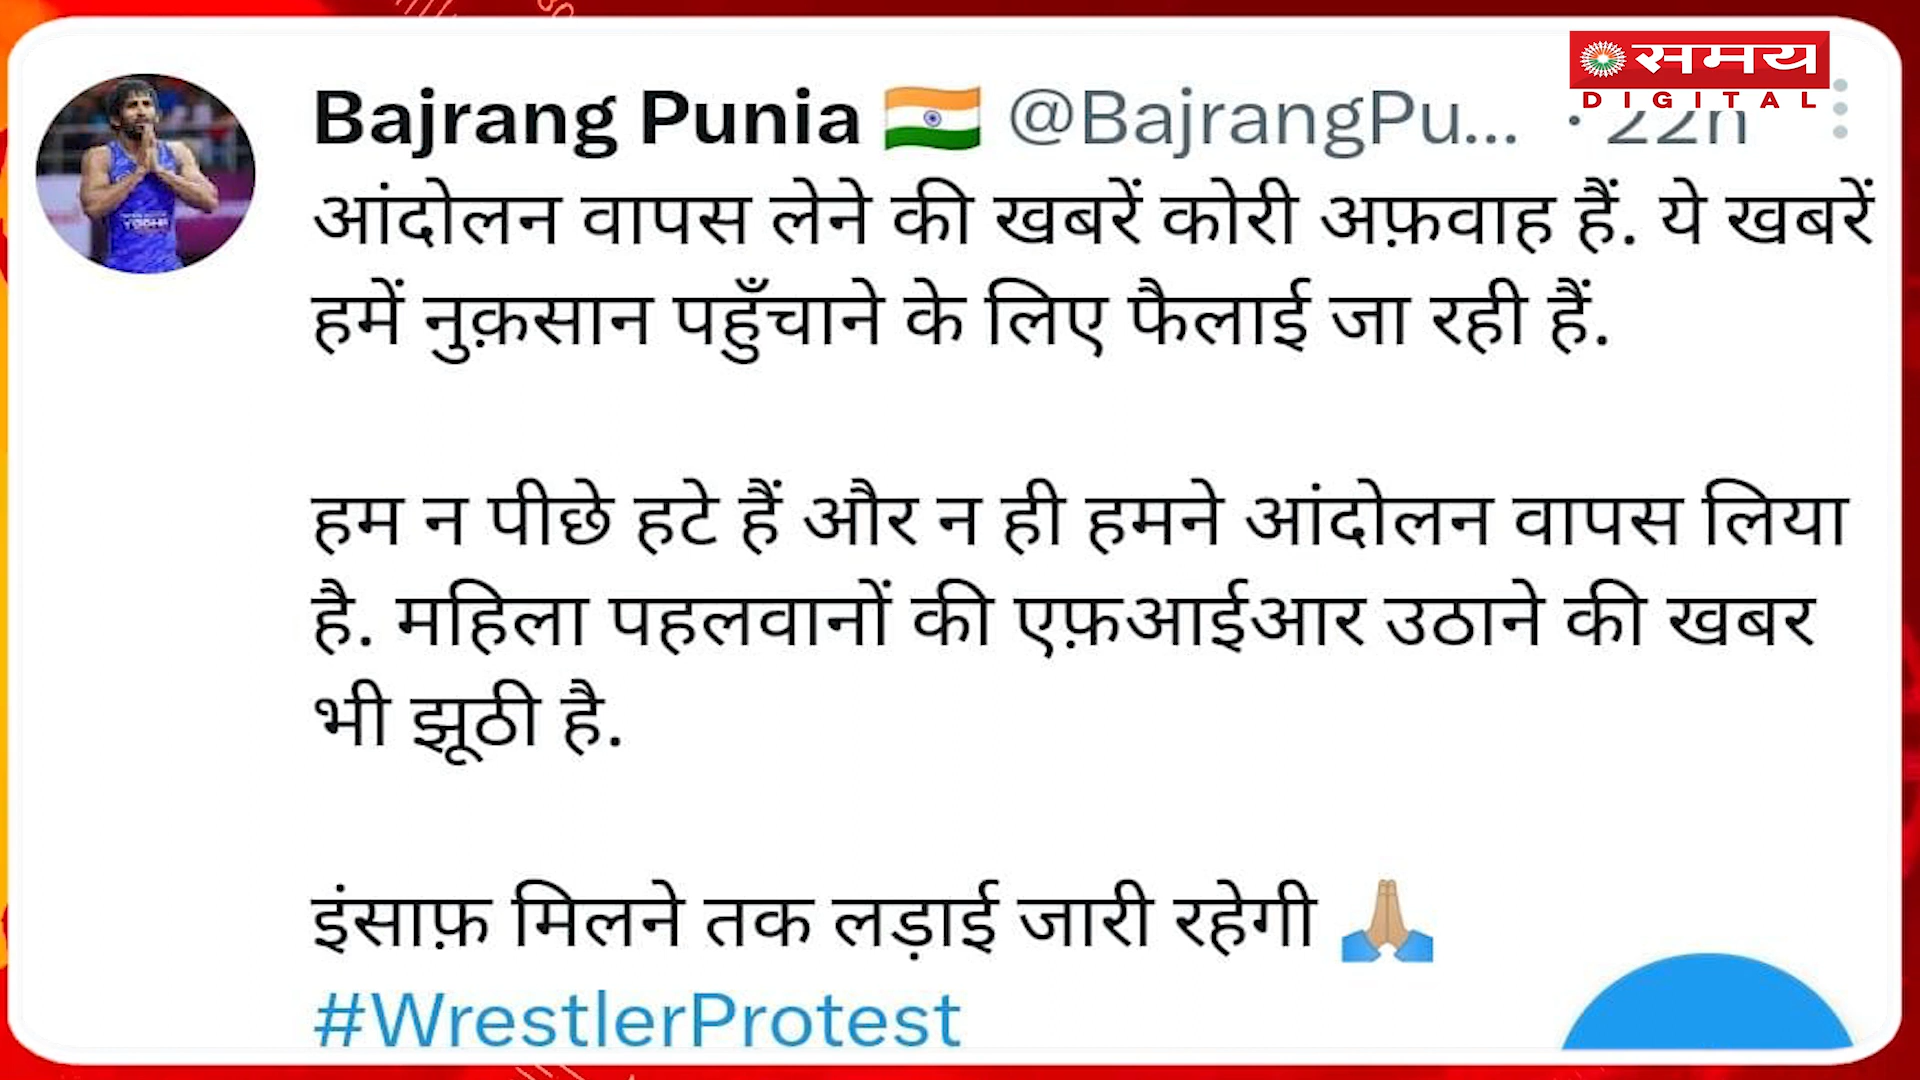 समय
DIGITAL
Bajrang Punia 🇮🇳 @BajrangPu... · 22h
आंदोलन वापस लेने की खबरें कोरी अफ़वाह हैं. ये खबरें
हमें नुक़सान पहुँचाने के लिए फैलाई जा रही हैं.
हम न पीछे हटे हैं और न ही हमने आंदोलन वापस लिया
है. महिला पहलवानों की एफ़आईआर उठाने की खबर
भी झूठी है.
इंसाफ़ मिलने तक लड़ाई जारी रहेगी 🙏🏼
#WrestlerProtest